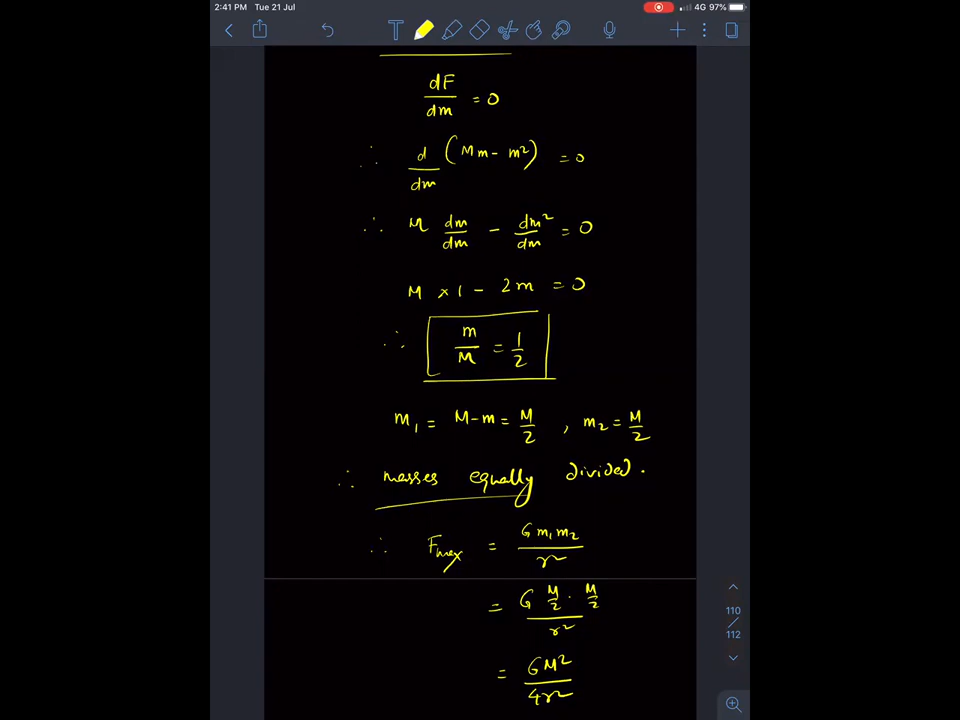 2:41 PM Tue 21 Jul 4G 97%
T
dF/dm = 0
∴ d/dm (Mm - m²) = 0
∴ M dm/dm - dm²/dm = 0
M × 1 - 2m = 0
∴ m/M = 1/2
m₁ = M-m = M/2 , m₂ = M/2
∴ masses equally divided.
∴ Fmax = Gm₁m₂/r²
= G M/2 · M/2 / r²
= GM²/4r²
110
/
112